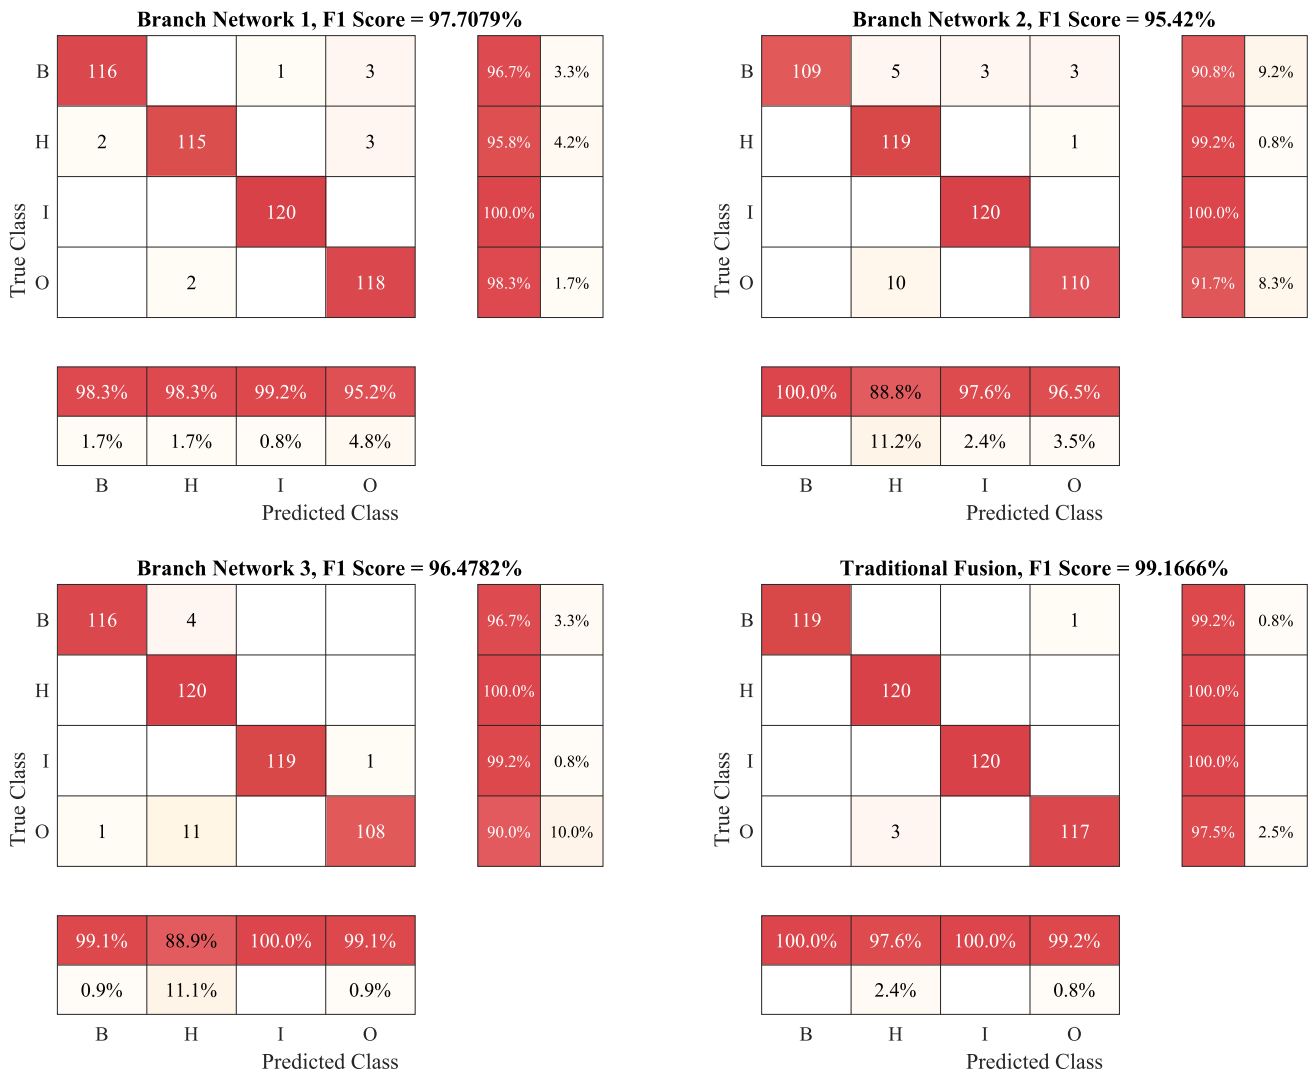 Branch Network 1, F1 Score = 97.7079%
B 116 1 3 96.7% 3.3%
H 2 115 3 95.8% 4.2%
I 120 100.0%
O 2 118 98.3% 1.7%
True Class
98.3% 98.3% 99.2% 95.2%
1.7% 1.7% 0.8% 4.8%
B H I O
Predicted Class
Branch Network 2, F1 Score = 95.42%
B 109 5 3 3 90.8% 9.2%
H 119 1 99.2% 0.8%
I 120 100.0%
O 10 110 91.7% 8.3%
True Class
100.0% 88.8% 97.6% 96.5%
11.2% 2.4% 3.5%
B H I O
Predicted Class
Branch Network 3, F1 Score = 96.4782%
B 116 4 96.7% 3.3%
H 120 100.0%
I 119 1 99.2% 0.8%
O 1 11 108 90.0% 10.0%
True Class
99.1% 88.9% 100.0% 99.1%
0.9% 11.1% 0.9%
B H I O
Predicted Class
Traditional Fusion, F1 Score = 99.1666%
B 119 1 99.2% 0.8%
H 120 100.0%
I 120 100.0%
O 3 117 97.5% 2.5%
True Class
100.0% 97.6% 100.0% 99.2%
2.4% 0.8%
B H I O
Predicted Class